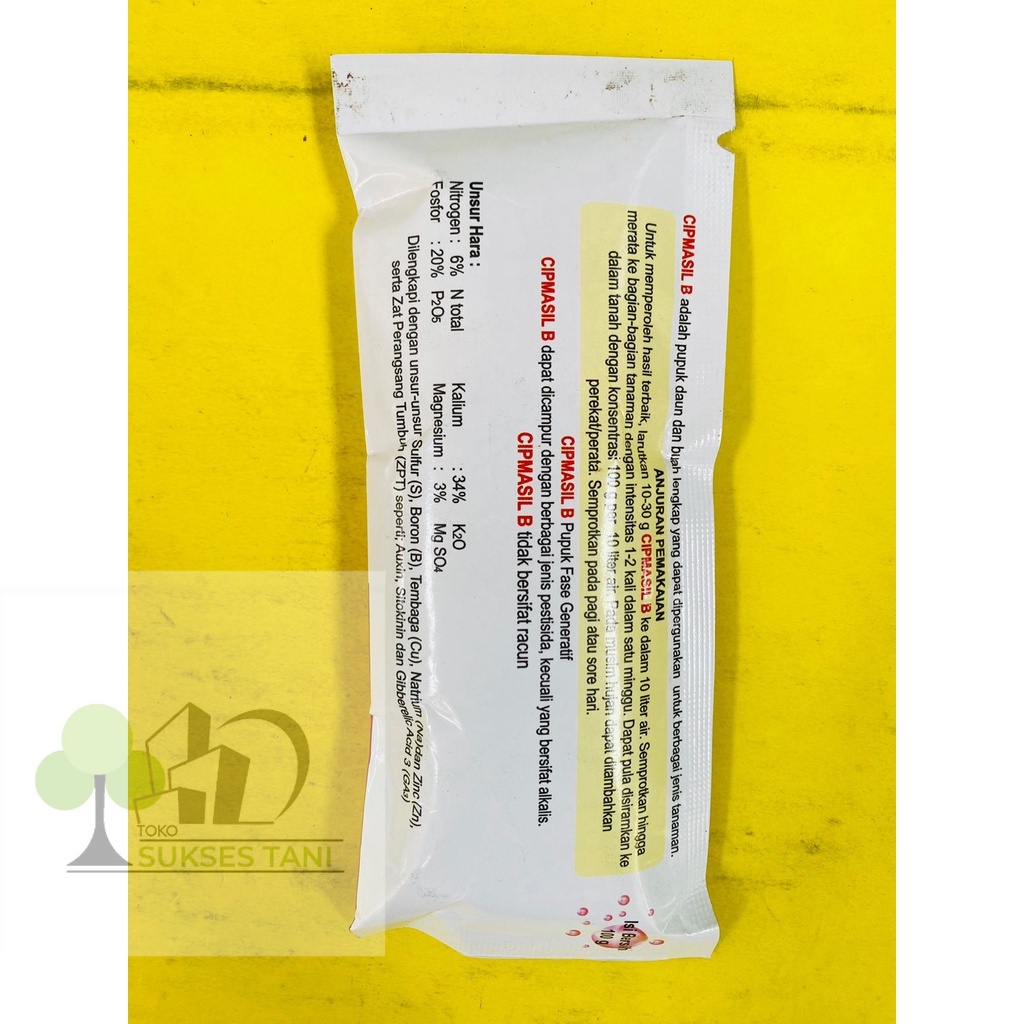 CIPMASIL B adalah pupuk daun dan buah lengkap yang dapat dipergunakan untuk berbagai jenis tanaman.
ANJURAN PEMAKAIAN
Untuk memperoleh hasil terbaik, larutkan 10-30 g CIPMASIL B ke dalam 10 liter air. Semprotkan hingga
merata ke bagian-bagian tanaman dengan intensitas 1-2 kali dalam satu minggu. Dapat pula disiramkan ke
dalam tanah dengan konsentrasi 100 g per 10 liter air. Pada musim hujan dapat ditambahkan
perekat/perata. Semprotkan pada pagi atau sore hari.
CIPMASIL B Pupuk Fase Generatif
CIPMASIL B dapat dicampur dengan berbagai jenis pestisida, kecuali yang bersifat alkalis.
CIPMASIL B tidak bersifat racun
Unsur Hara :
Nitrogen : 6% N total Kalium : 34% K2O
Fosfor : 20% P2O5 Magnesium : 3% Mg SO4
Dilengkapi dengan unsur-unsur Sulfur (S), Boron (B), Tembaga (Cu), Natrium (Na)dan Zinc (Zn),
serta Zat Perangsang Tumbuh (ZPT) seperti; Auxin, Sitokinin dan Gibberellic Acid 3 (GA3)
Isi Bersih
100 g
TOKO
SUKSES TANI